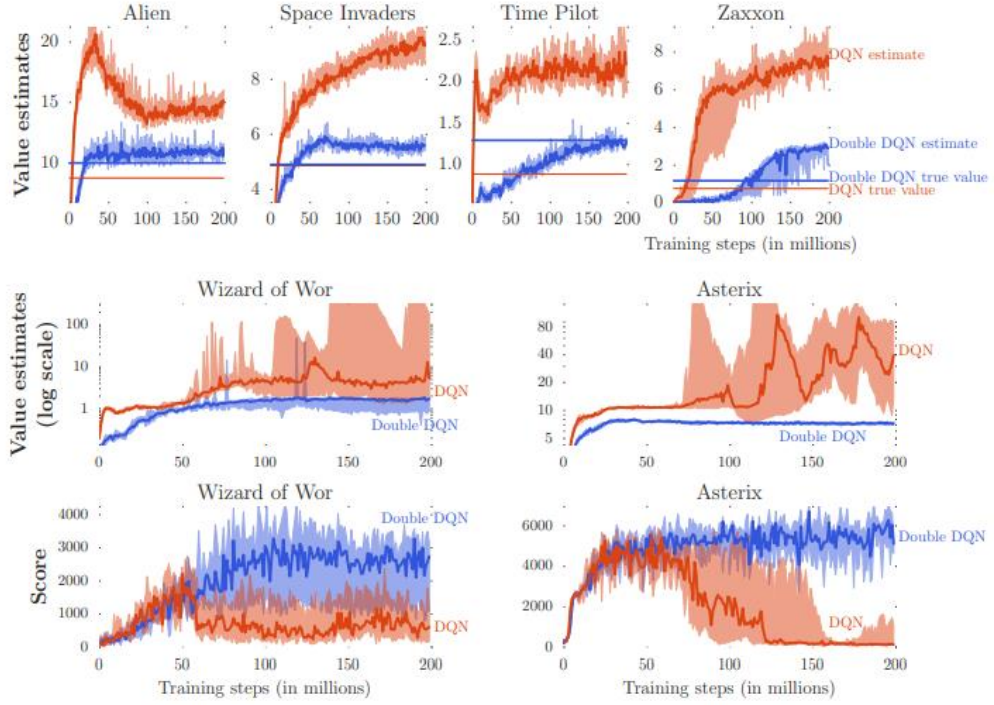 Alien
Space Invaders
Time Pilot
Zaxxon
Value estimates
20
15
10
0 50 100 150 200
8
6
4
0 50 100 150 200
2.5
2.0
1.5
1.0
0 50 100 150 200
8
6
4
2
0
0 50 100 150 200
DQN estimate
Double DQN estimate
Double DQN true value
DQN true value
Training steps (in millions)
Wizard of Wor
Asterix
Value estimates
(log scale)
100
10
1
0 50 100 150 200
DQN
Double DQN
80
40
20
10
5
0 50 100 150 200
DQN
Double DQN
Wizard of Wor
Asterix
Score
4000
3000
2000
1000
0
0 50 100 150 200
Double DQN
DQN
Training steps (in millions)
6000
4000
2000
0
0 50 100 150 200
Double DQN
DQN
Training steps (in millions)